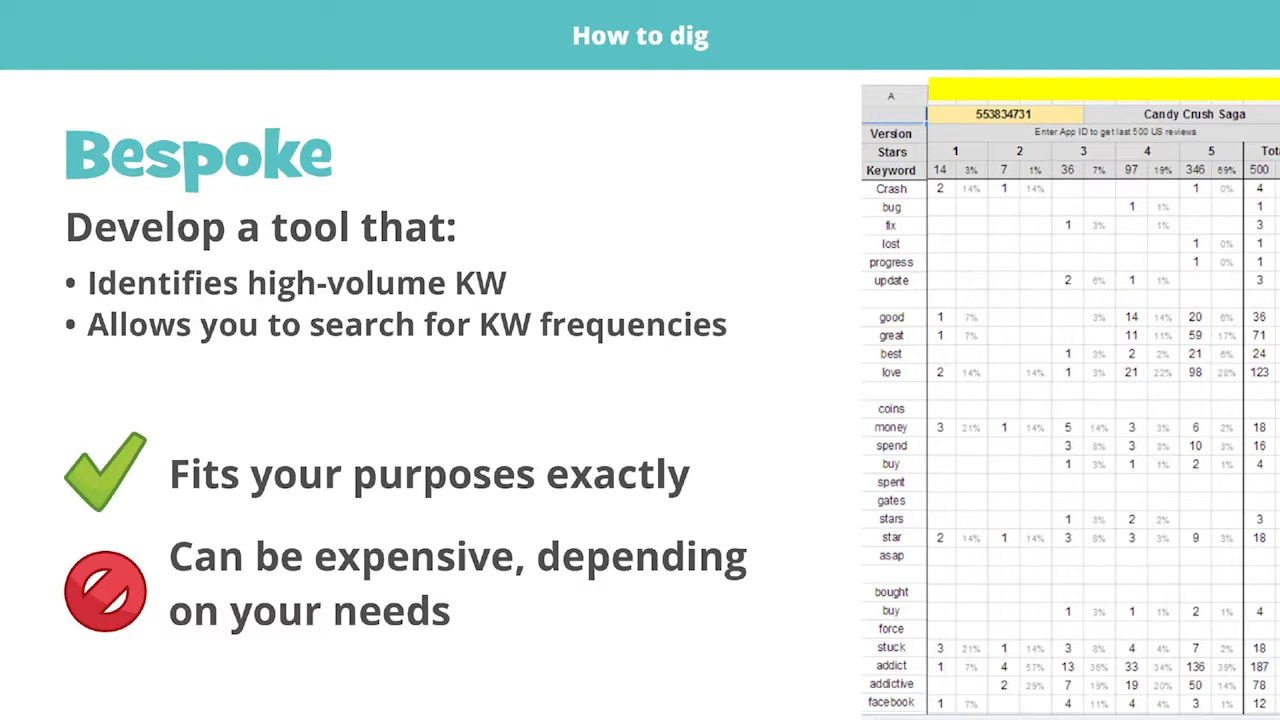 How to dig
Bespoke
Develop a tool that:
• Identifies high-volume KW
• Allows you to search for KW frequencies
Fits your purposes exactly
Can be expensive, depending
on your needs
A
553834731 Candy Crush Saga
Version Enter App ID to get last 500 US reviews
Stars 1 2 3 4 5
Keyword 14 3% 7 1% 36 7% 97 19% 346 69% 500
Crash 2 14% 1 14% 1 0% 4
bug 1 1% 1
fix 1 3% 1% 3
lost 1 0% 1
progress 1 0% 1
update 2 6% 1 1% 3
good 1 7% 3% 14 14% 20 6% 36
great 1 7% 11 11% 59 17% 71
best 1 3% 2 2% 21 6% 24
love 2 14% 14% 1 3% 21 22% 98 28% 123
coins
money 3 21% 1 14% 5 14% 3 3% 6 2% 18
spend 3 8% 3 3% 10 3% 16
buy 1 3% 1 1% 2 1% 4
spent
gates
stars 1 3% 2 2% 3
star 2 14% 1 14% 3 8% 3 3% 9 3% 18
asap
bought
buy 1 3% 1 1% 2 1% 4
force
stuck 3 21% 1 14% 3 8% 4 4% 7 2% 18
addict 1 7% 4 57% 13 36% 33 34% 136 39% 187
addictive 2 29% 7 19% 19 20% 50 14% 78
facebook 1 7% 4 11% 4 4% 3 1% 12